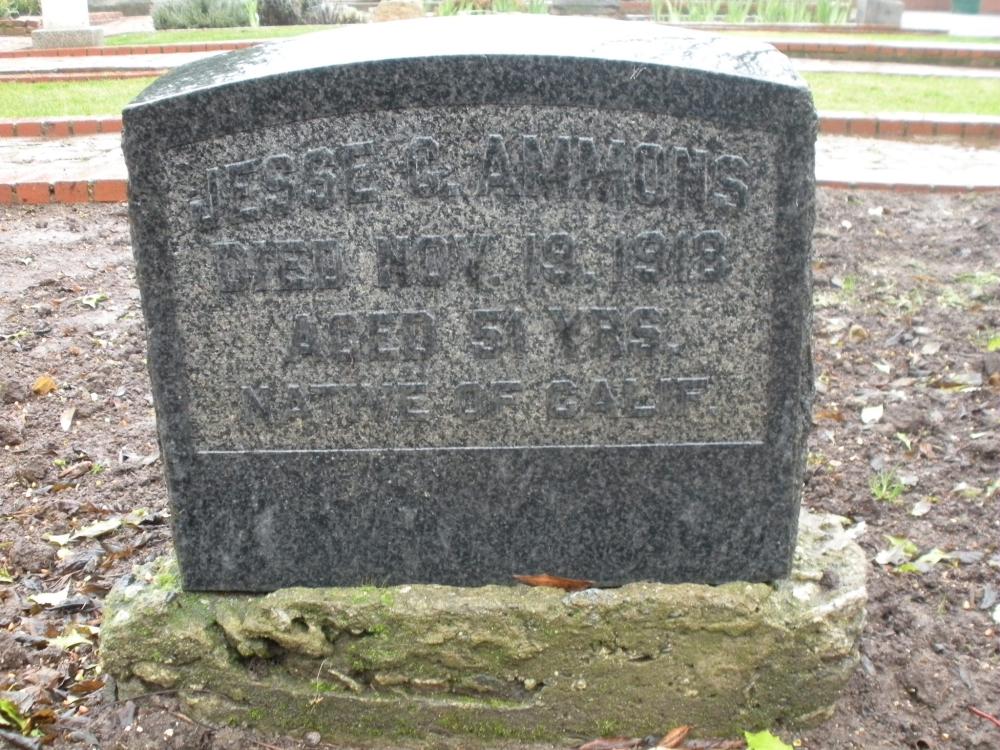 JESSE C. AMMONS
DIED NOV. 19, 1918
AGED 51 YRS.
NATIVE OF CALIF.